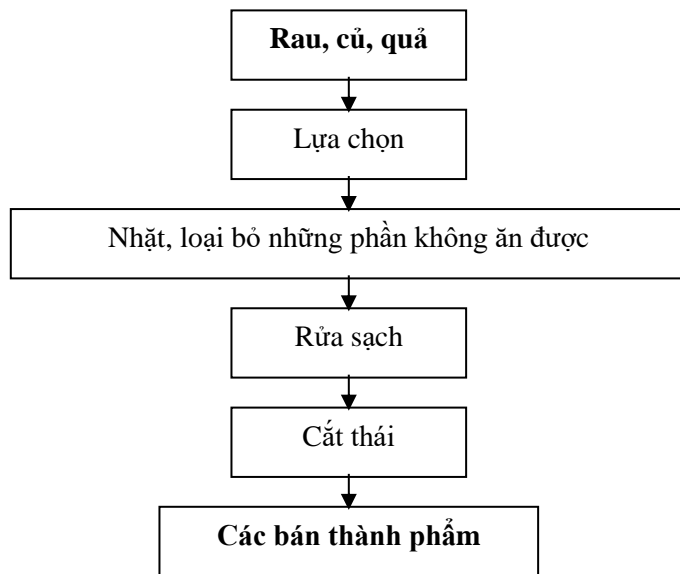 Rau, củ, quả
Lựa chọn
Nhặt, loại bỏ những phần không ăn được
Rửa sạch
Cắt thái
Các bán thành phẩm